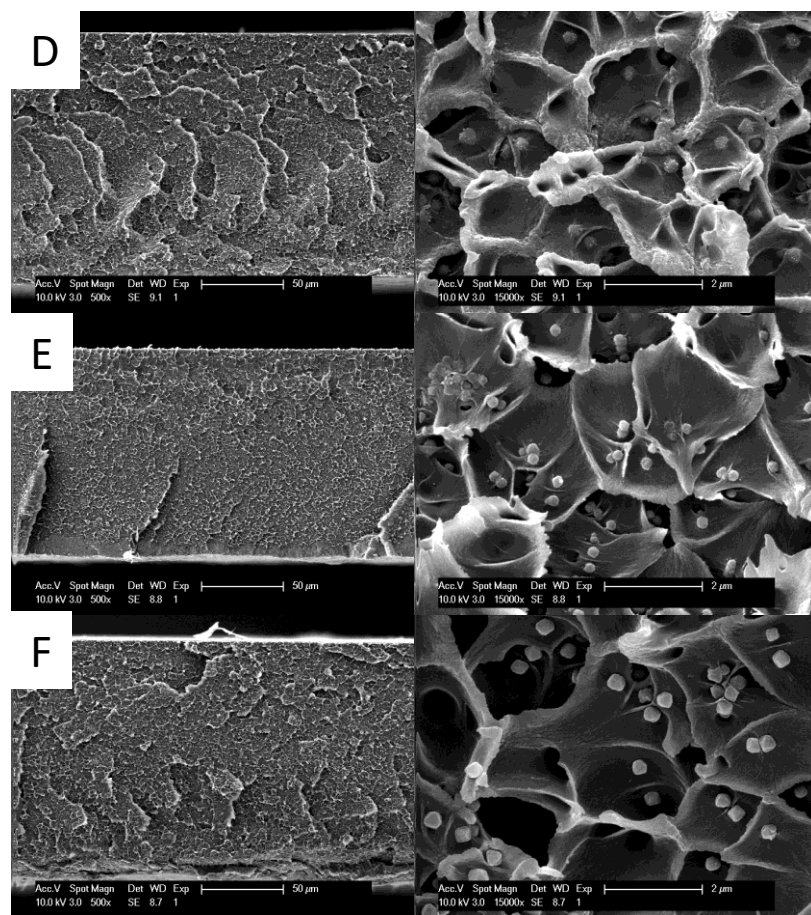 D
Acc.V Spot Magn Det WD Exp 50 µm
10.0 kV 3.0 500x SE 9.1 1
Acc.V Spot Magn Det WD Exp 2 µm
10.0 kV 3.0 15000x SE 9.1 1
E
Acc.V Spot Magn Det WD Exp 50 µm
10.0 kV 3.0 500x SE 8.8 1
Acc.V Spot Magn Det WD Exp 2 µm
10.0 kV 3.0 15000x SE 8.8 1
F
Acc.V Spot Magn Det WD Exp 50 µm
10.0 kV 3.0 500x SE 8.7 1
Acc.V Spot Magn Det WD Exp 2 µm
10.0 kV 3.0 15000x SE 8.7 1